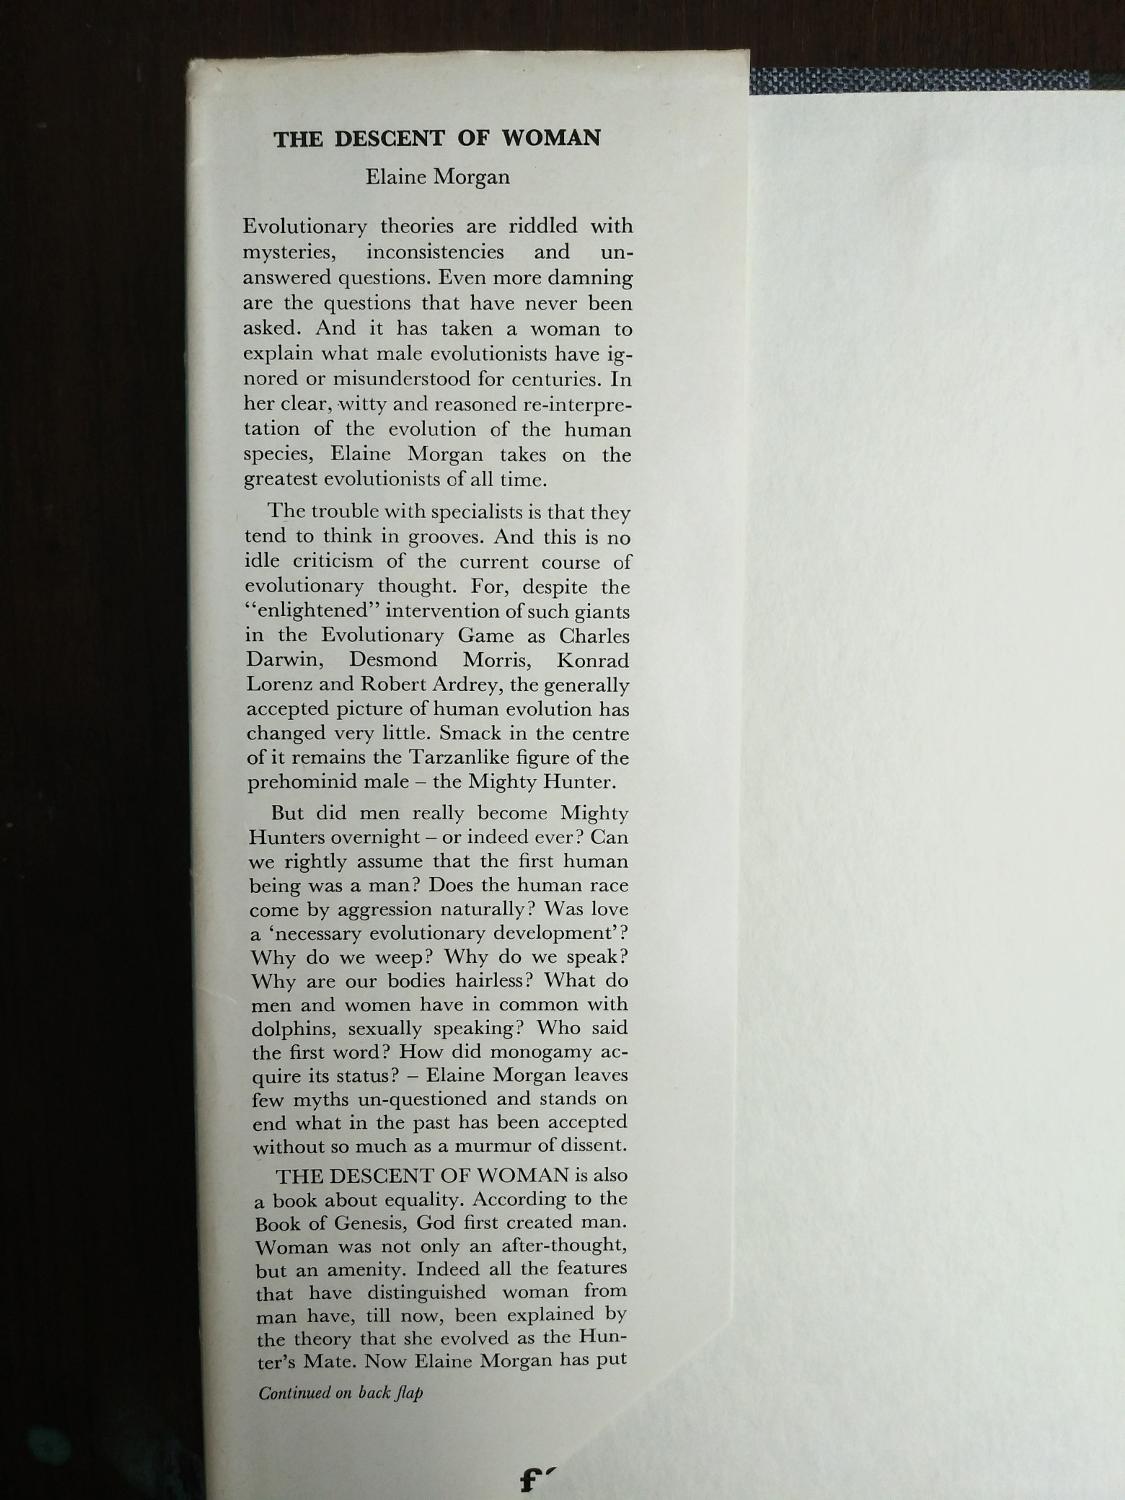 THE DESCENT OF WOMAN
Elaine Morgan
Evolutionary theories are riddled with
mysteries, inconsistencies and un-
answered questions. Even more damning
are the questions that have never been
asked. And it has taken a woman to
explain what male evolutionists have ig-
nored or misunderstood for centuries. In
her clear, witty and reasoned re-interpre-
tation of the evolution of the human
species, Elaine Morgan takes on the
greatest evolutionists of all time.
The trouble with specialists is that they
tend to think in grooves. And this is no
idle criticism of the current course of
evolutionary thought. For, despite the
“enlightened” intervention of such giants
in the Evolutionary Game as Charles
Darwin, Desmond Morris, Konrad
Lorenz and Robert Ardrey, the generally
accepted picture of human evolution has
changed very little. Smack in the centre
of it remains the Tarzanlike figure of the
prehominid male – the Mighty Hunter.
But did men really become Mighty
Hunters overnight – or indeed ever? Can
we rightly assume that the first human
being was a man? Does the human race
come by aggression naturally? Was love
a ‘necessary evolutionary development’?
Why do we weep? Why do we speak?
Why are our bodies hairless? What do
men and women have in common with
dolphins, sexually speaking? Who said
the first word? How did monogamy ac-
quire its status? – Elaine Morgan leaves
few myths un-questioned and stands on
end what in the past has been accepted
without so much as a murmur of dissent.
THE DESCENT OF WOMAN is also
a book about equality. According to the
Book of Genesis, God first created man.
Woman was not only an after-thought,
but an amenity. Indeed all the features
that have distinguished woman from
man have, till now, been explained by
the theory that she evolved as the Hun-
ter’s Mate. Now Elaine Morgan has put
Continued on back flap